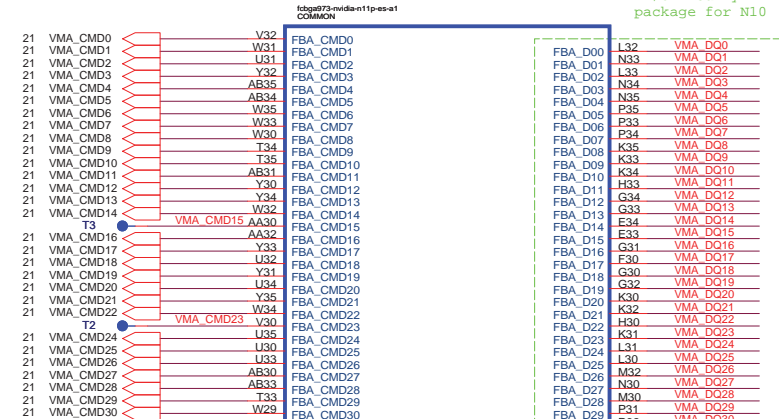 fcbga973-nvidia-n11p-es-a1
COMMON
package for N10
21 VMA_CMD0 V32 FBA_CMD0 FBA_D00 L32 VMA_DQ0
21 VMA_CMD1 W31 FBA_CMD1 FBA_D01 N33 VMA_DQ1
21 VMA_CMD2 U31 FBA_CMD2 FBA_D02 L33 VMA_DQ2
21 VMA_CMD3 Y32 FBA_CMD3 FBA_D03 N34 VMA_DQ3
21 VMA_CMD4 AB35 FBA_CMD4 FBA_D04 N35 VMA_DQ4
21 VMA_CMD5 AB34 FBA_CMD5 FBA_D05 P35 VMA_DQ5
21 VMA_CMD6 W35 FBA_CMD6 FBA_D06 P33 VMA_DQ6
21 VMA_CMD7 W33 FBA_CMD7 FBA_D07 P34 VMA_DQ7
21 VMA_CMD8 W30 FBA_CMD8 FBA_D08 K35 VMA_DQ8
21 VMA_CMD9 T34 FBA_CMD9 FBA_D09 K33 VMA_DQ9
21 VMA_CMD10 T35 FBA_CMD10 FBA_D10 K34 VMA_DQ10
21 VMA_CMD11 AB31 FBA_CMD11 FBA_D11 H33 VMA_DQ11
21 VMA_CMD12 Y30 FBA_CMD12 FBA_D12 G34 VMA_DQ12
21 VMA_CMD13 Y34 FBA_CMD13 FBA_D13 G33 VMA_DQ13
21 VMA_CMD14 W32 FBA_CMD14 FBA_D14 E34 VMA_DQ14
T3 VMA_CMD15 AA30 FBA_CMD15 FBA_D15 E33 VMA_DQ15
21 VMA_CMD16 AA32 FBA_CMD16 FBA_D16 G31 VMA_DQ16
21 VMA_CMD17 Y33 FBA_CMD17 FBA_D17 F30 VMA_DQ17
21 VMA_CMD18 U32 FBA_CMD18 FBA_D18 G30 VMA_DQ18
21 VMA_CMD19 Y31 FBA_CMD19 FBA_D19 G32 VMA_DQ19
21 VMA_CMD20 U34 FBA_CMD20 FBA_D20 K30 VMA_DQ20
21 VMA_CMD21 Y35 FBA_CMD21 FBA_D21 K32 VMA_DQ21
21 VMA_CMD22 W34 FBA_CMD22 FBA_D22 H30 VMA_DQ22
T2 VMA_CMD23 V30 FBA_CMD23 FBA_D23 K31 VMA_DQ23
21 VMA_CMD24 U35 FBA_CMD24 FBA_D24 L31 VMA_DQ24
21 VMA_CMD25 U30 FBA_CMD25 FBA_D25 L30 VMA_DQ25
21 VMA_CMD26 U33 FBA_CMD26 FBA_D26 M32 VMA_DQ26
21 VMA_CMD27 AB30 FBA_CMD27 FBA_D27 N30 VMA_DQ27
21 VMA_CMD28 AB33 FBA_CMD28 FBA_D28 M30 VMA_DQ28
21 VMA_CMD29 T33 FBA_CMD29 FBA_D29 P31 VMA_DQ29
21 VMA_CMD30 W29 FBA_CMD30